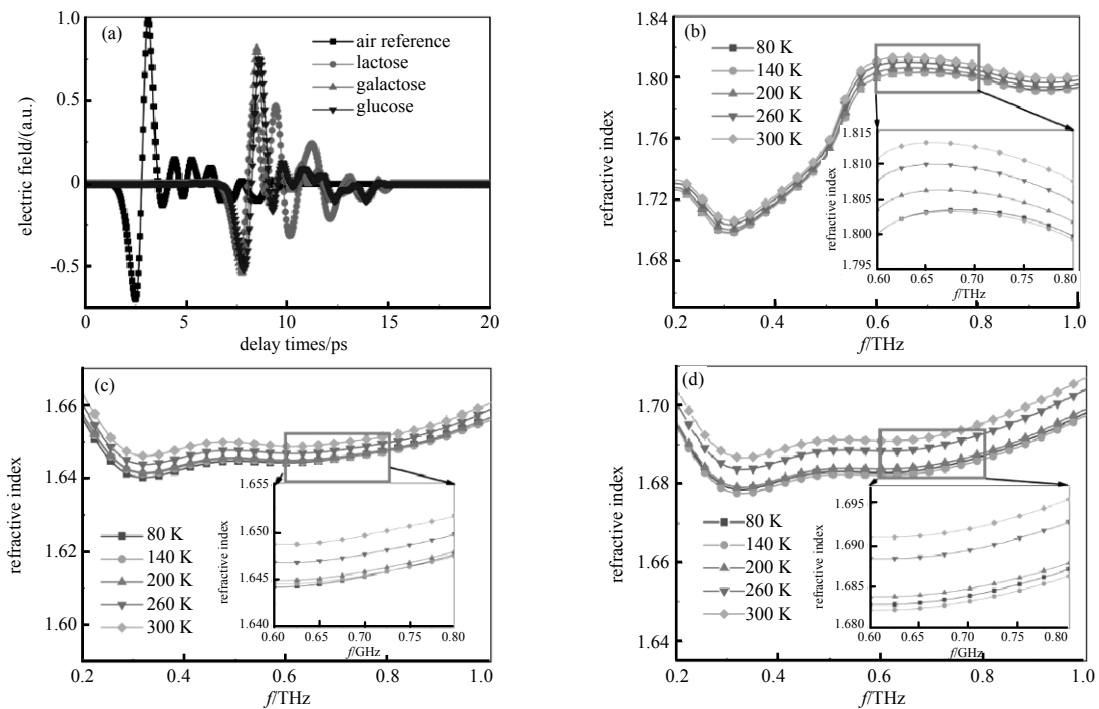 (a)
air reference
lactose
galactose
glucose
1.0
0.5
0
-0.5
electric field/(a.u.)
0 5 10 15 20
delay times/ps
(b)
80 K
140 K
200 K
260 K
300 K
1.84
1.80
1.76
1.72
1.68
refractive index
0.2 0.4 0.6 0.8 1.0
f/THz
1.815
1.810
1.805
1.800
1.795
refractive index
0.60 0.65 0.70 0.75 0.80
f/THz
(c)
80 K
140 K
200 K
260 K
300 K
1.66
1.64
1.62
1.60
refractive index
0.2 0.4 0.6 0.8 1.0
f/THz
1.655
1.650
1.645
1.640
refractive index
0.60 0.65 0.70 0.75 0.80
f/GHz
(d)
80 K
140 K
200 K
260 K
300 K
1.70
1.68
1.66
1.64
refractive index
0.2 0.4 0.6 0.8 1.0
f/THz
1.695
1.690
1.685
1.680
refractive index
0.60 0.65 0.70 0.75 0.80
f/GHz